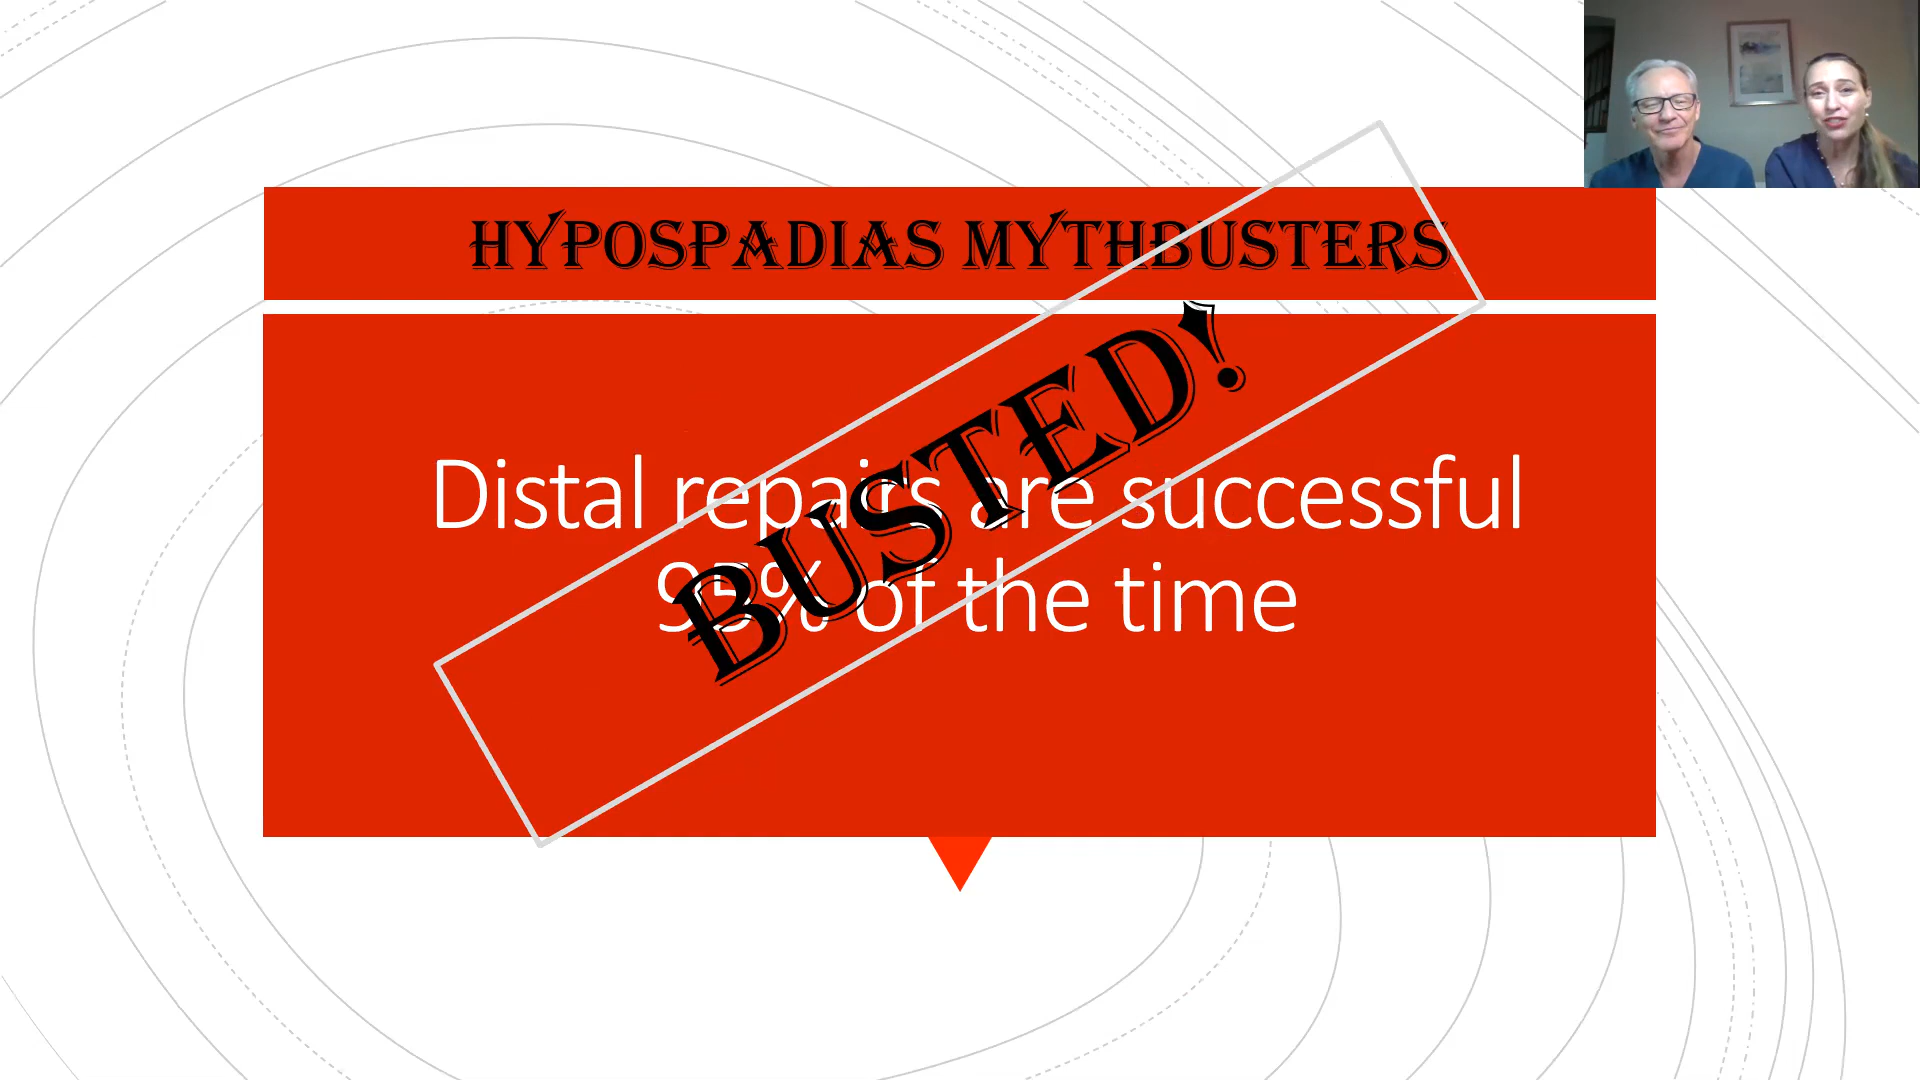 HYPOSPADIAS MYTHBUSTERS
Distal repairs are successful
95% of the time
BUSTED!